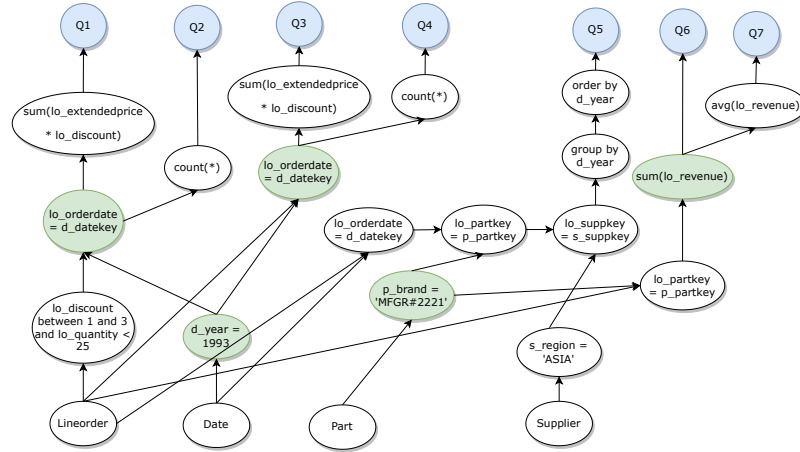 Q1
Q2
Q3
Q4
Q5
Q6
Q7
sum(lo_extendedprice
* lo_discount)
count(*)
sum(lo_extendedprice
* lo_discount)
count(*)
order by
d_year
avg(lo_revenue)
group by
d_year
lo_orderdate
= d_datekey
sum(lo_revenue)
lo_orderdate
= d_datekey
lo_orderdate
= d_datekey
lo_partkey
= p_partkey
lo_suppkey
= s_suppkey
lo_partkey
= p_partkey
p_brand =
'MFGR#2221'
lo_discount
between 1 and 3
and lo_quantity <
25
d_year =
1993
s_region =
'ASIA'
Lineorder
Date
Part
Supplier